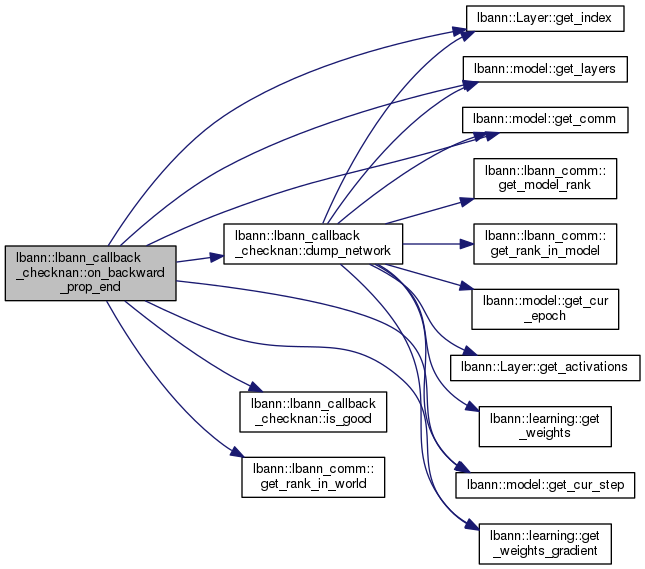 lbann::Layer::get_index
lbann::model::get_layers
lbann::model::get_comm
lbann::lbann_comm::
get_model_rank
lbann::lbann_callback
_checknan::dump_network
lbann::lbann_comm::
get_rank_in_model
lbann::lbann_callback
_checknan::on_backward
_prop_end
lbann::model::get_cur
_epoch
lbann::Layer::get_activations
lbann::lbann_callback
_checknan::is_good
lbann::learning::get
_weights
lbann::lbann_comm::
get_rank_in_world
lbann::model::get_cur_step
lbann::learning::get
_weights_gradient